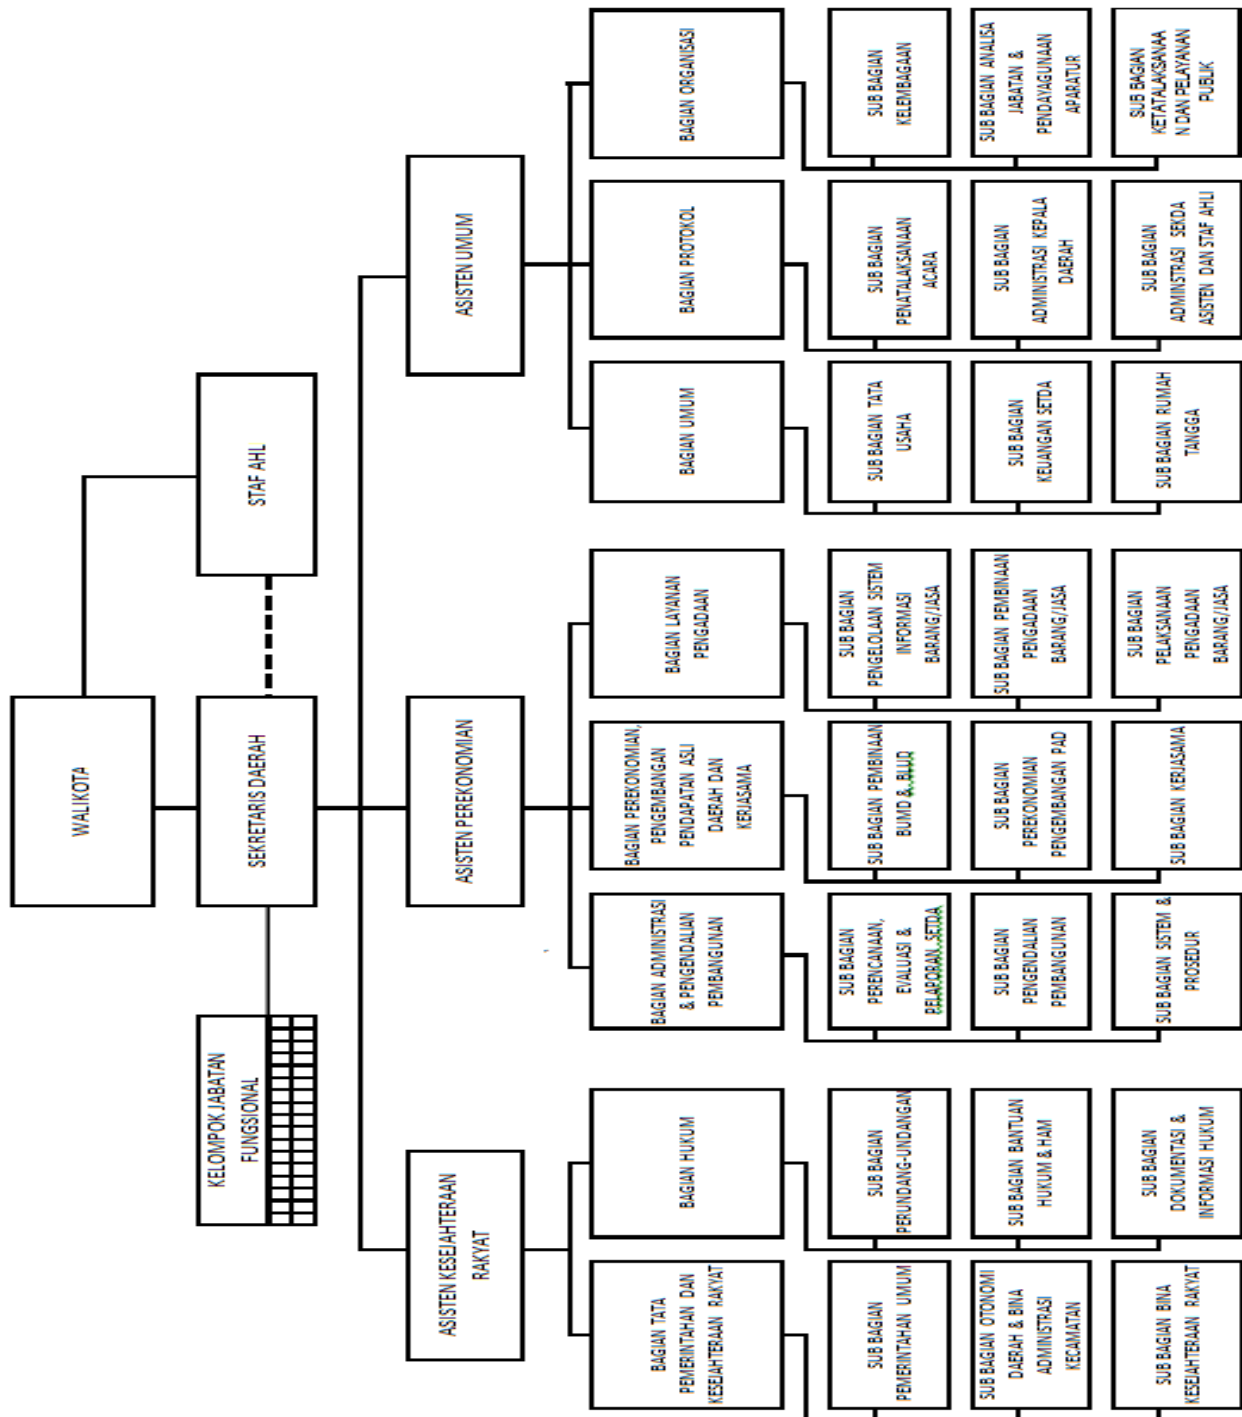 WALIKOTA
KELOMPOK JABATAN
FUNGSIONAL
SEKRETARIS DAERAH
STAF AHL
ASISTEN KESEJAHTERAAN
RAKYAT
ASISTEN PEREKONOMIAN
ASISTEN UMUM
BAGIAN TATA
PEMERINTAHAN DAN
KESEJAHTERAAN RAKYAT
BAGIAN HUKUM
BAGIAN ADMINISTRASI
& PENGENDALIAN
PEMBANGUNAN
BAGIAN PEREKONOMIAN,
PENGEMBANGAN
PENDAPATAN ASLI
DAERAH DAN
KERJASAMA
BAGIAN LAYANAN
PENGADAAN
BAGIAN UMUM
BAGIAN PROTOKOL
BAGIAN ORGANISASI
SUB BAGIAN
PEMERINTAHAN UMUM
SUB BAGIAN
PERUNDANG-UNDANGAN
SUB BAGIAN
PERENCANAAN,
EVALUASI &
PELAPORAN SETDA
SUB BAGIAN PEMBINAAN
BUMD & BLUD
SUB BAGIAN
PENGELOLAAN SISTEM
INFORMASI
BARANG/JASA
SUB BAGIAN TATA
USAHA
SUB BAGIAN
PENATALAKSANAAN
ACARA
SUB BAGIAN
KELEMBAGAAN
SUB BAGIAN OTONOMI
DAERAH & BINA
ADMINISTRASI
KECAMATAN
SUB BAGIAN BANTUAN
HUKUM & HAM
SUB BAGIAN
PENGENDALIAN
PEMBANGUNAN
SUB BAGIAN
PEREKONOMIAN
PENGEMBANGAN PAD
SUB BAGIAN PEMBINAAN
PENGADAAN
BARANG/JASA
SUB BAGIAN
KEUANGAN SETDA
SUB BAGIAN
ADMINISTRASI KEPALA
DAERAH
SUB BAGIAN ANALISA
JABATAN &
PENDAYAGUNAAN
APARATUR
SUB BAGIAN BINA
KESEJAHTERAAN RAKYAT
SUB BAGIAN
DOKUMENTASI &
INFORMASI HUKUM
SUB BAGIAN SISTEM &
PROSEDUR
SUB BAGIAN KERJASAMA
SUB BAGIAN
PELAKSANAAN
PENGADAAN
BARANG/JASA
SUB BAGIAN RUMAH
TANGGA
SUB BAGIAN
ADMINSTRASI SEKDA
ASISTEN DAN STAF AHLI
SUB BAGIAN
KETATALAKSANAA
N DAN PELAYANAN
PUBLIK